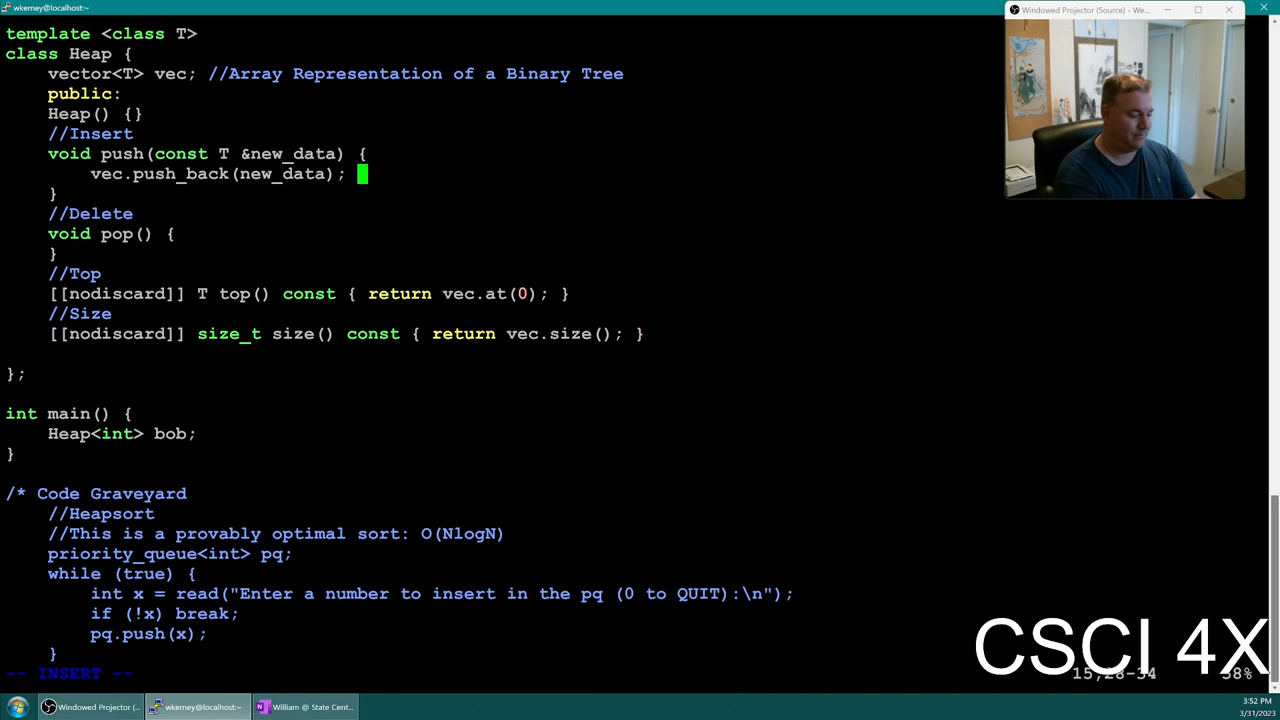 wkerney@localhost:~
Windowed Projector (Source) - We...
template <class T>
class Heap {
vector<T> vec; //Array Representation of a Binary Tree
public:
Heap() {}
//Insert
void push(const T &new_data) {
vec.push_back(new_data);
}
//Delete
void pop() {
}
//Top
[[nodiscard]] T top() const { return vec.at(0); }
//Size
[[nodiscard]] size_t size() const { return vec.size(); }
};
int main() {
Heap<int> bob;
}
/* Code Graveyard
//Heapsort
//This is a provably optimal sort: O(NlogN)
priority_queue<int> pq;
while (true) {
int x = read("Enter a number to insert in the pq (0 to QUIT):\n");
if (!x) break;
pq.push(x);
}
-- INSERT --
15,28-34 58%
CSCI 4X
Windowed Projector (...
wkerney@localhost:~
William @ State Cent...
3:52 PM
3/31/2023